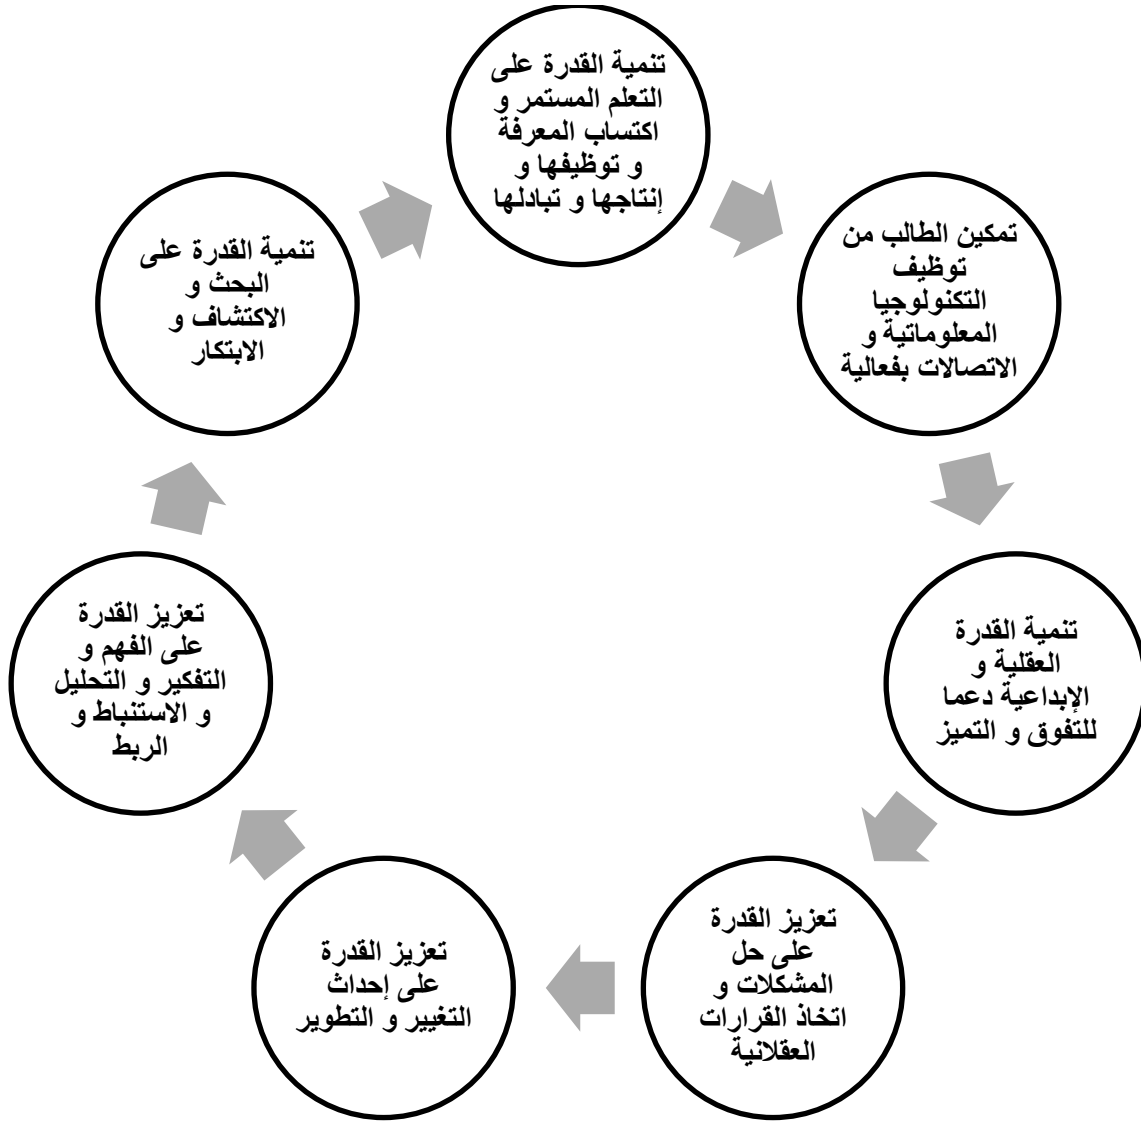 تنمية القدرة على
التعلم المستمر و
اكتساب المعرفة
و توظيفها و
إنتاجها و تبادلها
تمكين الطالب من
توظيف
التكنولوجيا
المعلوماتية و
الاتصالات بفعالية
تنمية القدرة
العقلية و
الإبداعية دعما
للتفوق و التميز
تعزيز القدرة
على حل
المشكلات و
اتخاذ القرارات
العقلانية
تعزيز القدرة
على إحداث
التغيير و التطوير
تعزيز القدرة
على الفهم و
التفكير و التحليل
و الاستنباط و
الربط
تنمية القدرة على
البحث و
الاكتشاف و
الابتكار